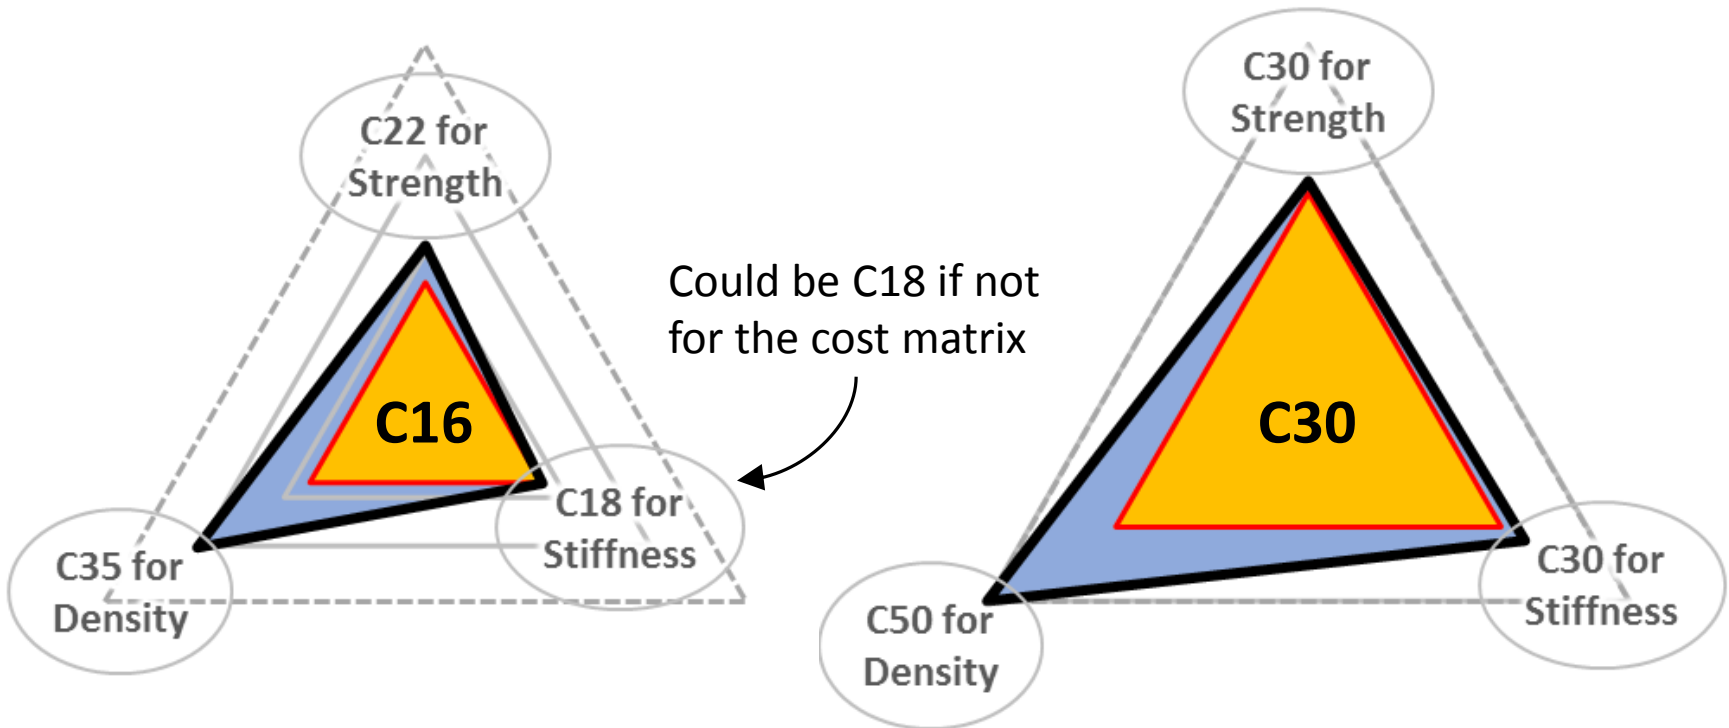 C22 for
Strength
C16
C18 for
Stiffness
C35 for
Density
Could be C18 if not
for the cost matrix
C30 for
Strength
C30
C30 for
Stiffness
C50 for
Density